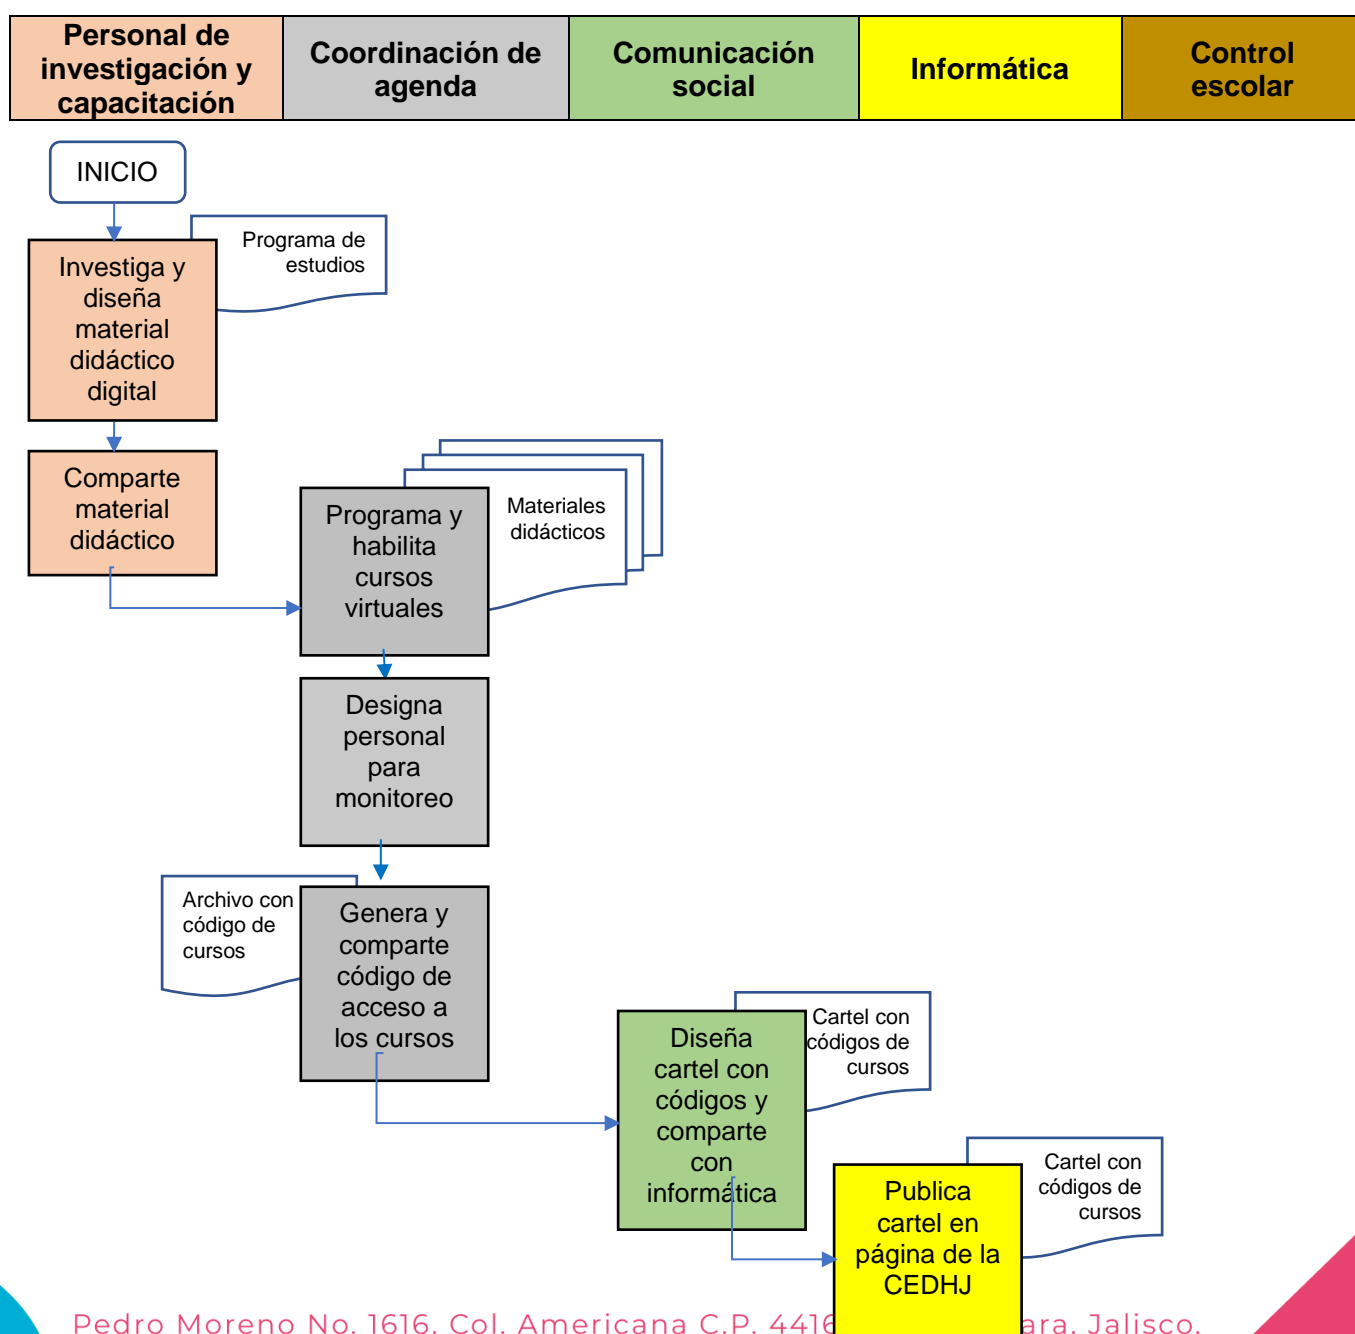 Personal de
investigación y
capacitación
Coordinación de
agenda
Comunicación
social
Informática
Control
escolar
INICIO
Programa de
estudios
Investiga y
diseña
material
didáctico
digital
Comparte
material
didáctico
Materiales
didácticos
Programa y
habilita
cursos
virtuales
Designa
personal
para
monitoreo
Archivo con
código de
cursos
Genera y
comparte
código de
acceso a
los cursos
Cartel con
códigos de
cursos
Diseña
cartel con
códigos y
comparte
con
informática
Cartel con
códigos de
cursos
Publica
cartel en
página de la
CEDHJ
Pedro Moreno No. 1616, Col. Americana C.P. 4416 ara, Jalisco.